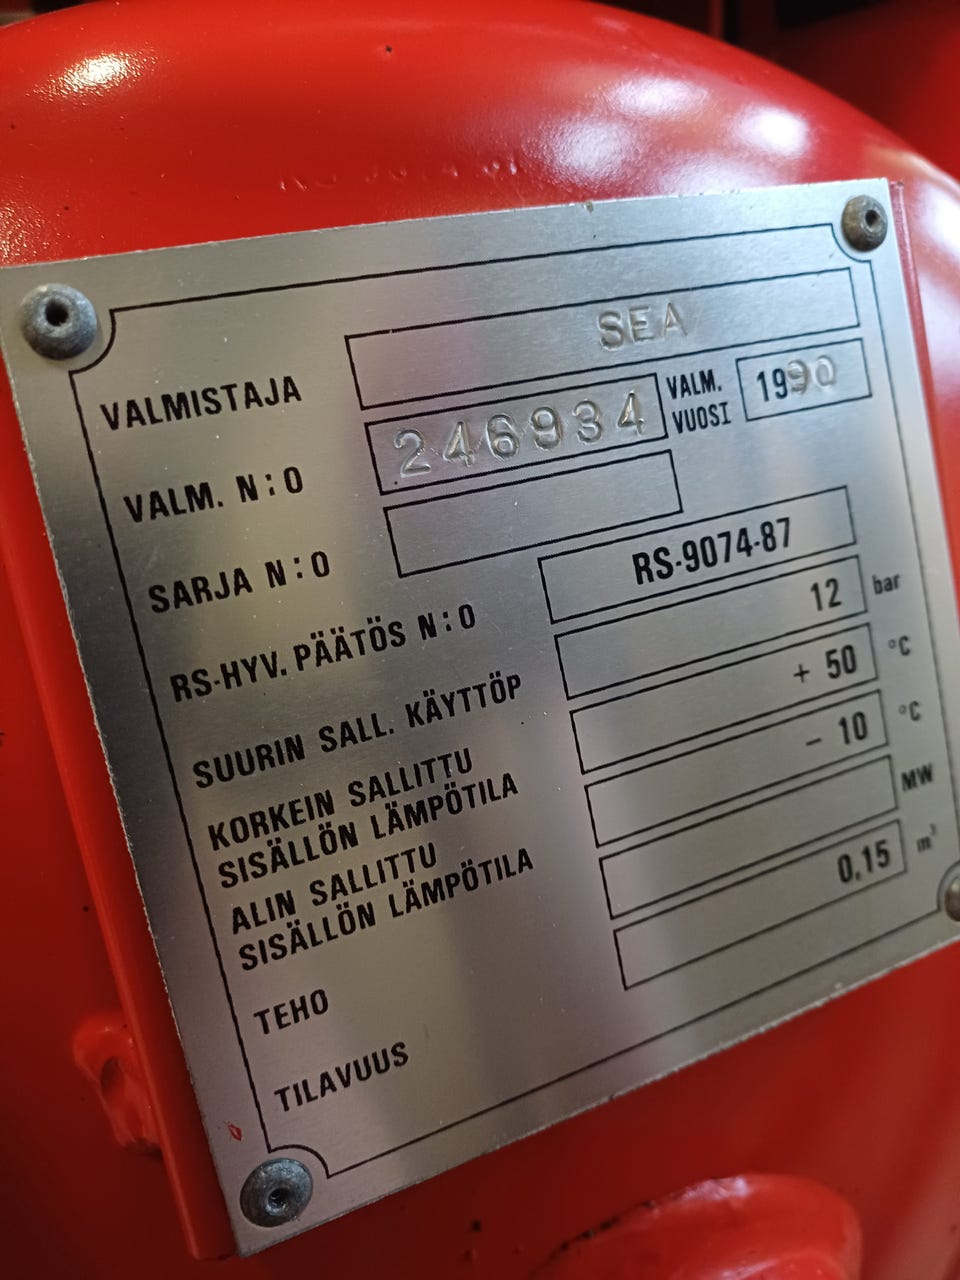 VALMISTAJA SEA
VALM. N:O 246934 VALM. VUOSI 1990
SARJA N:O
RS-HYV. PÄÄTÖS N:O RS-9074-87
SUURIN SALL. KÄYTTÖP 12 bar
KORKEIN SALLITTU
SISÄLLÖN LÄMPÖTILA + 50 °C
ALIN SALLITTU
SISÄLLÖN LÄMPÖTILA – 10 °C
TEHO MW
TILAVUUS 0,15 m³